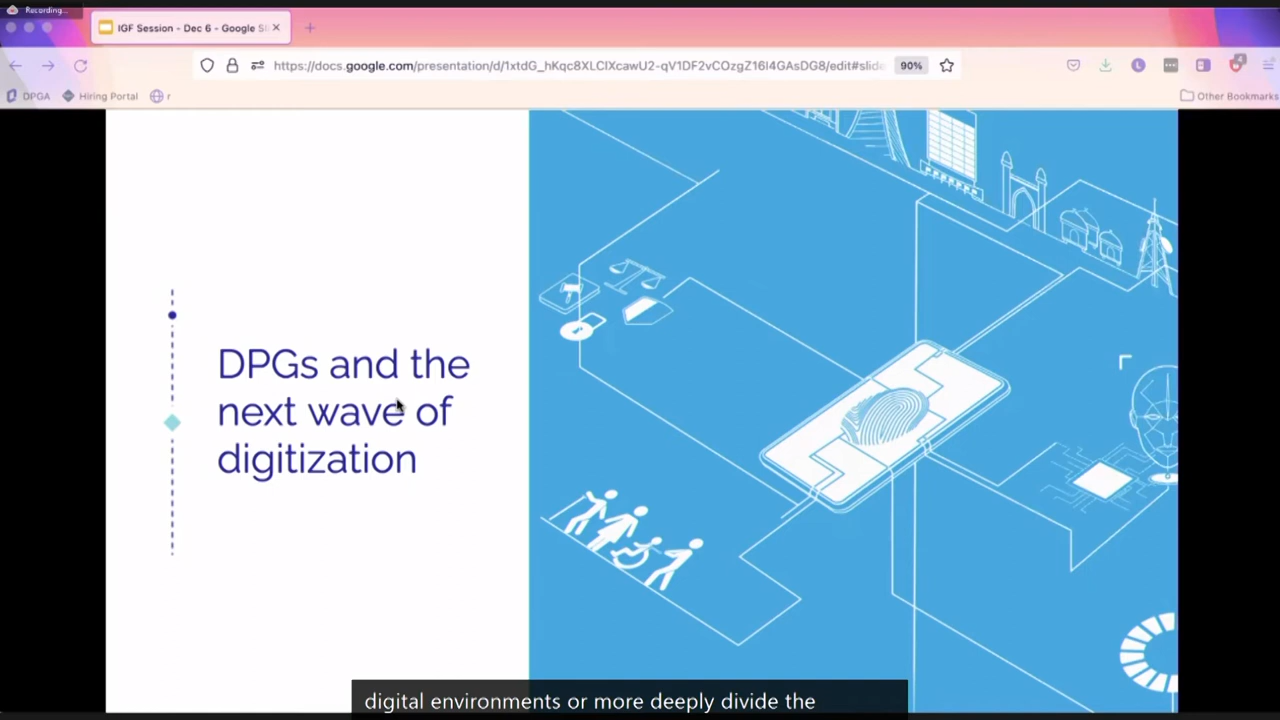 Recording...
IGF Session - Dec 6 - Google Sl
https://docs.google.com/presentation/d/1xtdG_hKqc8XLClXcawU2-qV1DF2vCOzgZ16I4GAsDG8/edit#slide
90%
DPGA
Hiring Portal
r
Other Bookmarks
DPGs and the
next wave of
digitization
digital environments or more deeply divide the